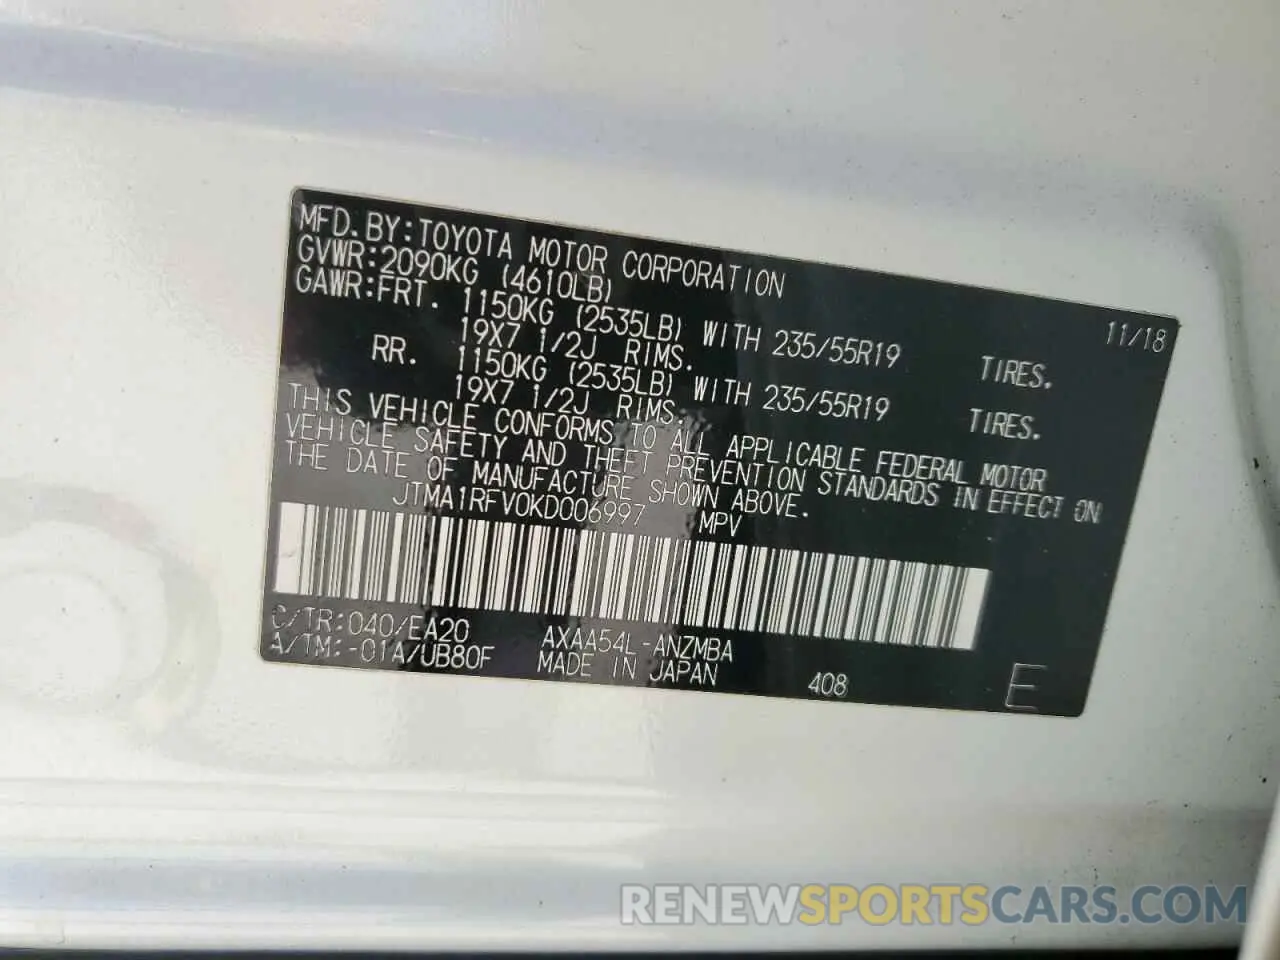 MFD.BY:TOYOTA MOTOR CORPORATION 11/18
GVWR:2090KG (4610LB)
GAWR:FRT. 1150KG (2535LB) WITH 235/55R19 TIRES.
19X7 1/2J RIMS.
RR. 1150KG (2535LB) WITH 235/55R19 TIRES.
19X7 1/2J RIMS.
THIS VEHICLE CONFORMS TO ALL APPLICABLE FEDERAL MOTOR
VEHICLE SAFETY AND THEFT PREVENTION STANDARDS IN EFFECT ON
THE DATE OF MANUFACTURE SHOWN ABOVE.
JTMA1RFV0KD006997 MPV
C/TR:040/EA20 AXAA54L-ANZMBA
A/TM:-01A/UB80F MADE IN JAPAN 408 E
RENEWSPORTSCARS.COM